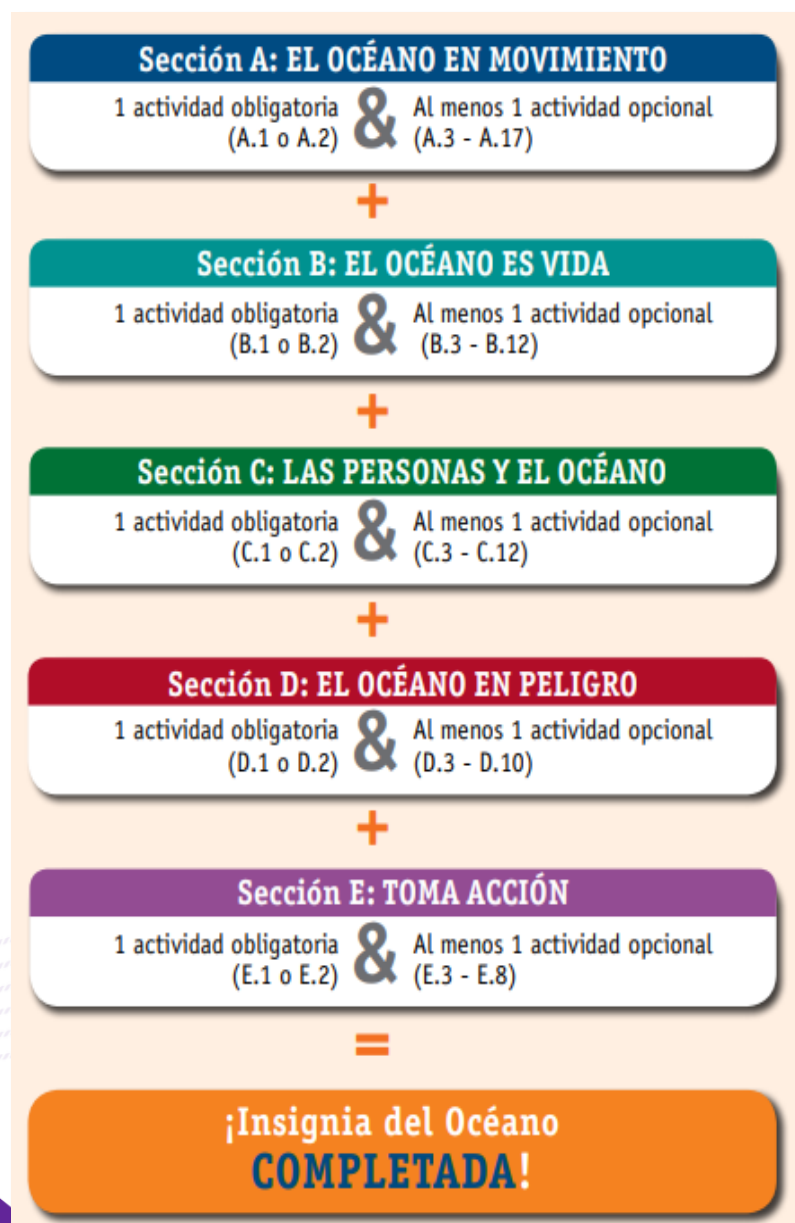 Sección A: EL OCÉANO EN MOVIMIENTO
1 actividad obligatoria & Al menos 1 actividad opcional
(A.1 o A.2) (A.3 - A.17)
+
Sección B: EL OCÉANO ES VIDA
1 actividad obligatoria & Al menos 1 actividad opcional
(B.1 o B.2) (B.3 - B.12)
+
Sección C: LAS PERSONAS Y EL OCÉANO
1 actividad obligatoria & Al menos 1 actividad opcional
(C.1 o C.2) (C.3 - C.12)
+
Sección D: EL OCÉANO EN PELIGRO
1 actividad obligatoria & Al menos 1 actividad opcional
(D.1 o D.2) (D.3 - D.10)
+
Sección E: TOMA ACCIÓN
1 actividad obligatoria & Al menos 1 actividad opcional
(E.1 o E.2) (E.3 - E.8)
=
¡Insignia del Océano
COMPLETADA!